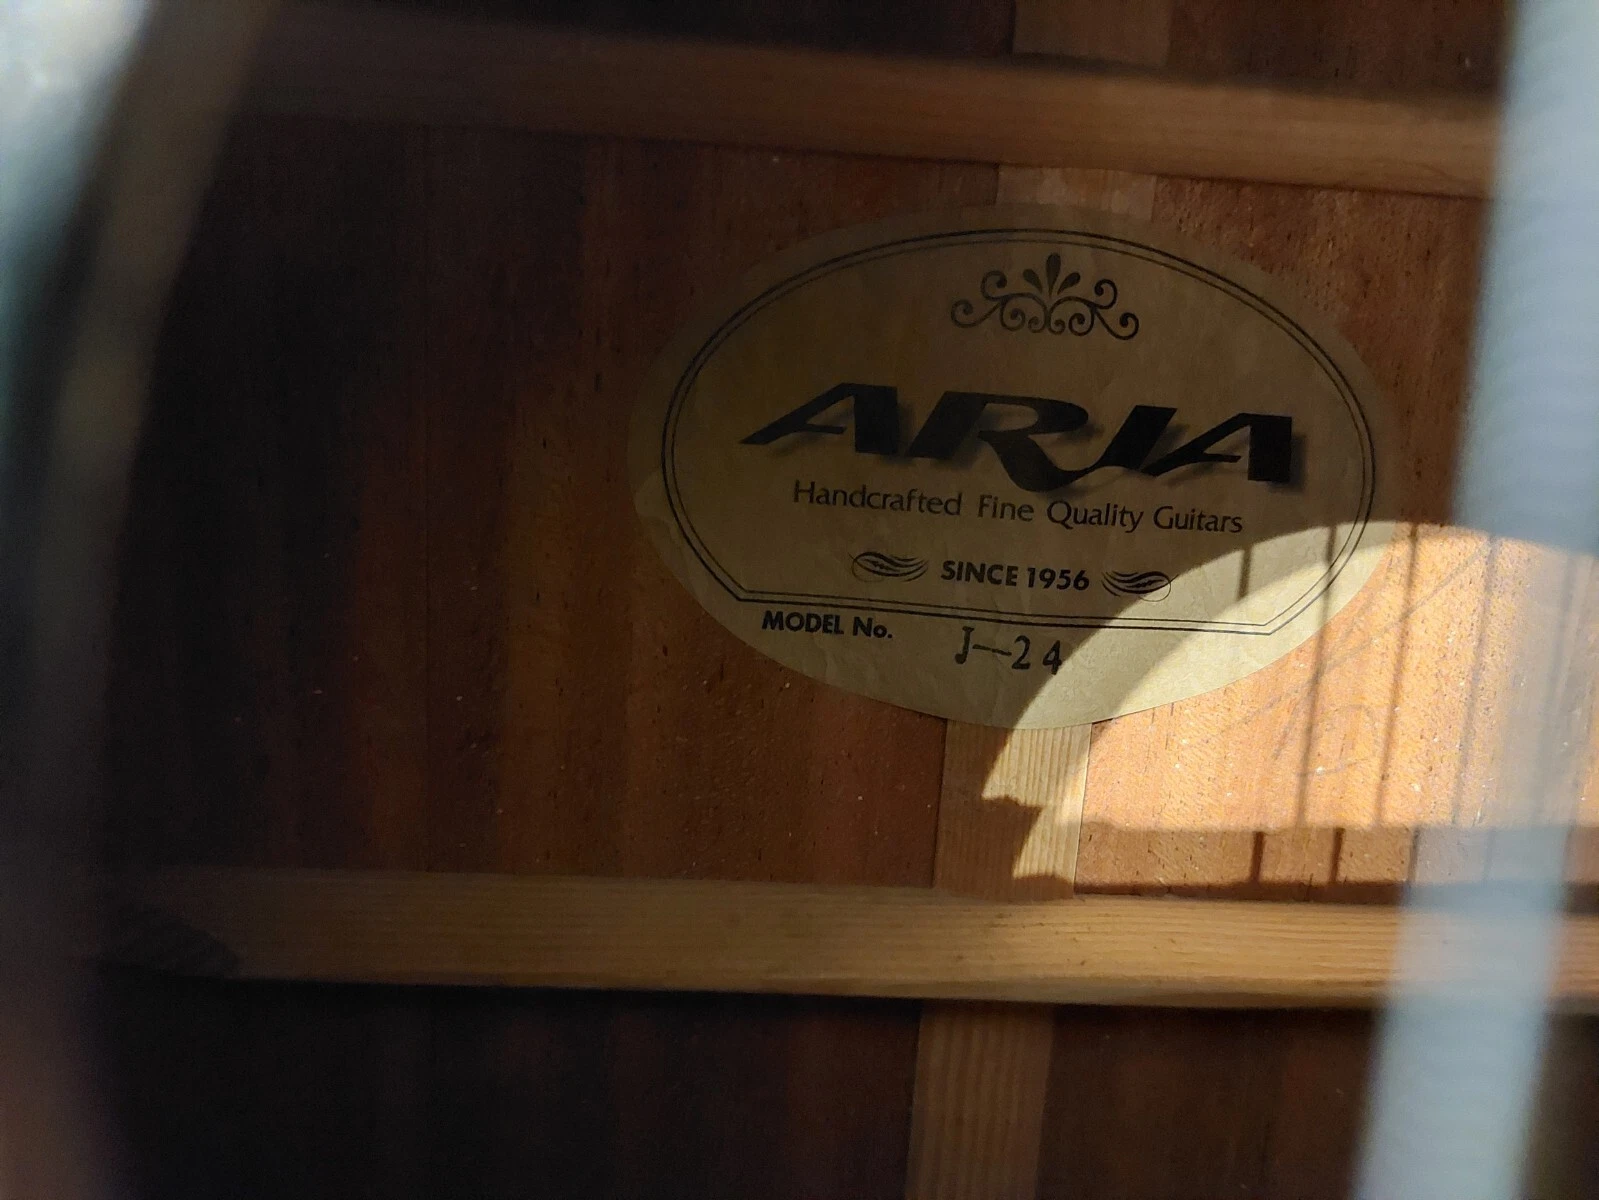 ARIA
Handcrafted Fine Quality Guitars
SINCE 1956
MODEL No. J-24